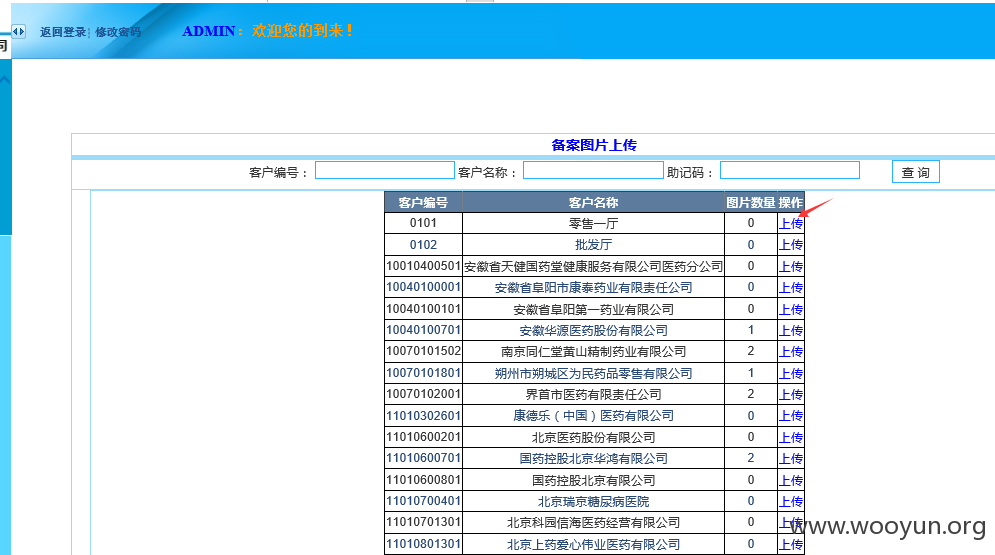 返回登录¦ 修改密码 ADMIN： 欢迎您的到来！
司
备案图片上传
客户编号： 客户名称： 助记码： 查 询
客户编号 客户名称 图片数量 操作
0101 零售一厅 0 上传
0102 批发厅 0 上传
10010400501 安徽省天健国药堂健康服务有限公司医药分公司 0 上传
10040100001 安徽省阜阳市康泰药业有限责任公司 0 上传
10040100101 安徽省阜阳第一药业有限公司 0 上传
10040100701 安徽华源医药股份有限公司 1 上传
10070101502 南京同仁堂黄山精制药业有限公司 2 上传
10070101801 朔州市朔城区为民药品零售有限公司 1 上传
10070102001 界首市医药有限责任公司 2 上传
11010302601 康德乐（中国）医药有限公司 0 上传
11010600201 北京医药股份有限公司 0 上传
11010600701 国药控股北京华鸿有限公司 2 上传
11010600801 国药控股北京有限公司 0 上传
11010700401 北京瑞京糖尿病医院 0 上传
11010701301 北京科园信海医药经营有限公司 0 上传
11010801301 北京上药爱心伟业医药有限公司 0 上传
www.wooyun.org